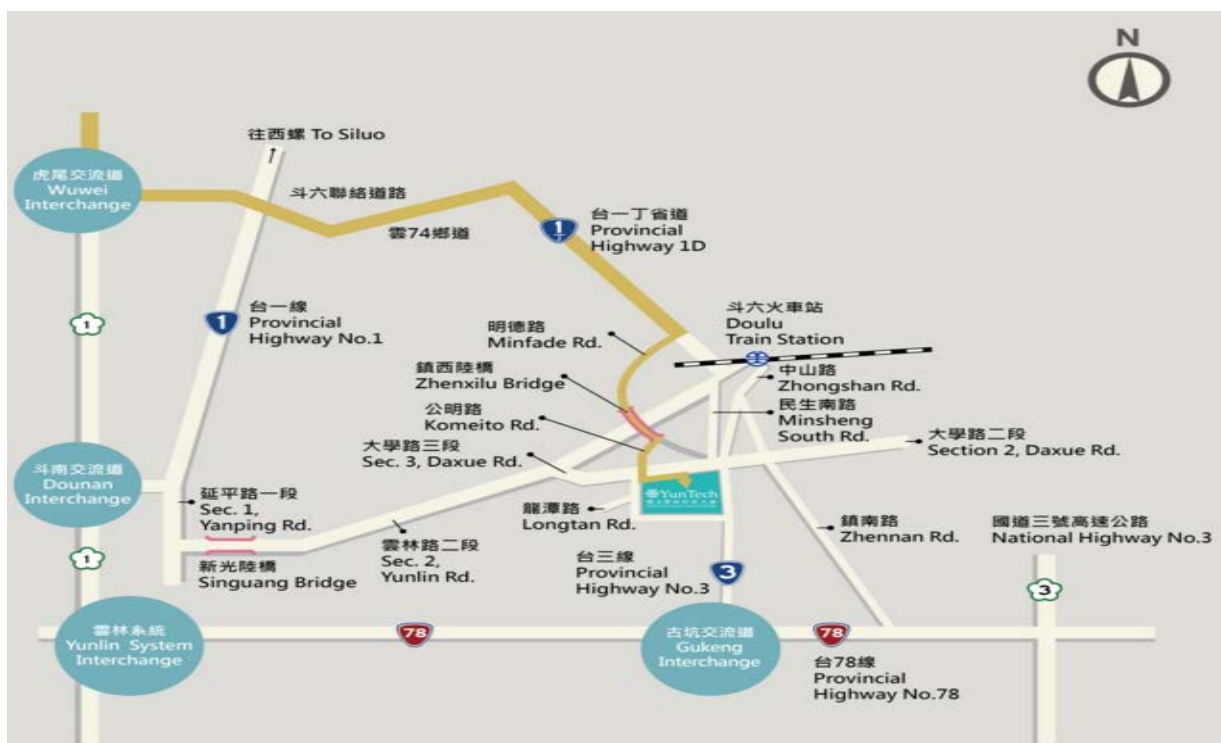 N
往西螺 To Siluo
虎尾交流道
Wuwei
Interchange
斗六聯絡道路
雲74鄉道
1
丁
台一丁省道
Provincial
Highway 1D
1
1
台一線
Provincial
Highway No.1
明德路
Minfade Rd.
斗六火車站
Doulu
Train Station
鎮西陸橋
Zhenxilu Bridge
中山路
Zhongshan Rd.
公明路
Komeito Rd.
民生南路
Minsheng
South Rd.
大學路三段
Sec. 3, Daxue Rd.
大學路二段
Section 2, Daxue Rd.
斗南交流道
Dounan
Interchange
延平路一段
Sec. 1,
Yanping Rd.
YunTech
龍潭路
Longtan Rd.
鎮南路
Zhennan Rd.
國道三號高速公路
National Highway No.3
1
新光陸橋
Singuang Bridge
雲林路二段
Sec. 2,
Yunlin Rd.
台三線
Provincial
Highway No.3
3
3
雲林系統
Yunlin System
Interchange
78
古坑交流道
Gukeng
Interchange
78
台78線
Provincial
Highway No.78